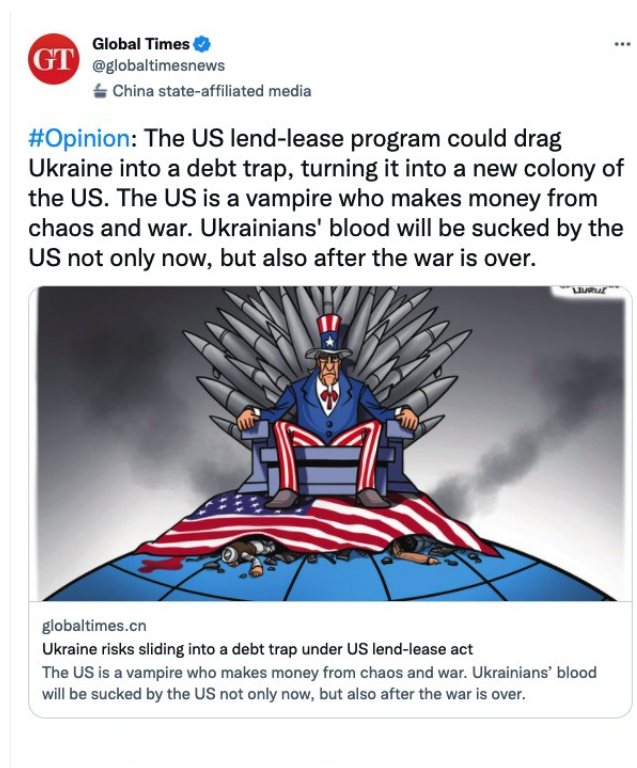 GT
Global Times
@globaltimesnews
China state-affiliated media
#Opinion: The US lend-lease program could drag
Ukraine into a debt trap, turning it into a new colony of
the US. The US is a vampire who makes money from
chaos and war. Ukrainians' blood will be sucked by the
US not only now, but also after the war is over.
globaltimes.cn
Ukraine risks sliding into a debt trap under US lend-lease act
The US is a vampire who makes money from chaos and war. Ukrainians’ blood
will be sucked by the US not only now, but also after the war is over.